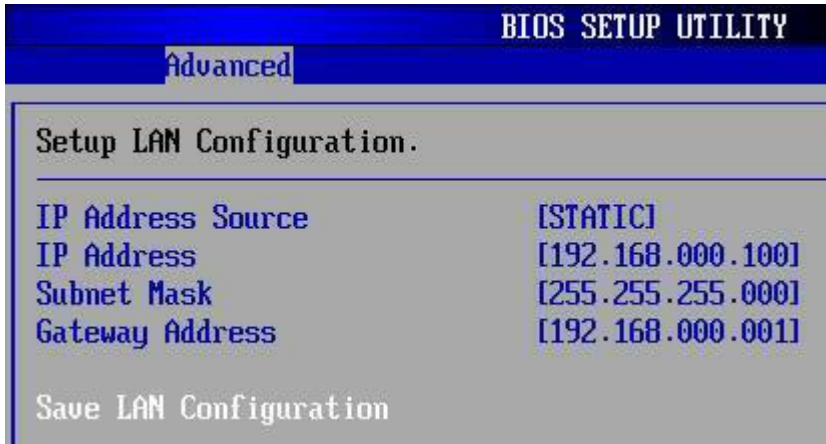 BIOS SETUP UTILITY
Advanced
Setup LAN Configuration.
IP Address Source [STATIC]
IP Address [192.168.000.100]
Subnet Mask [255.255.255.000]
Gateway Address [192.168.000.001]
Save LAN Configuration